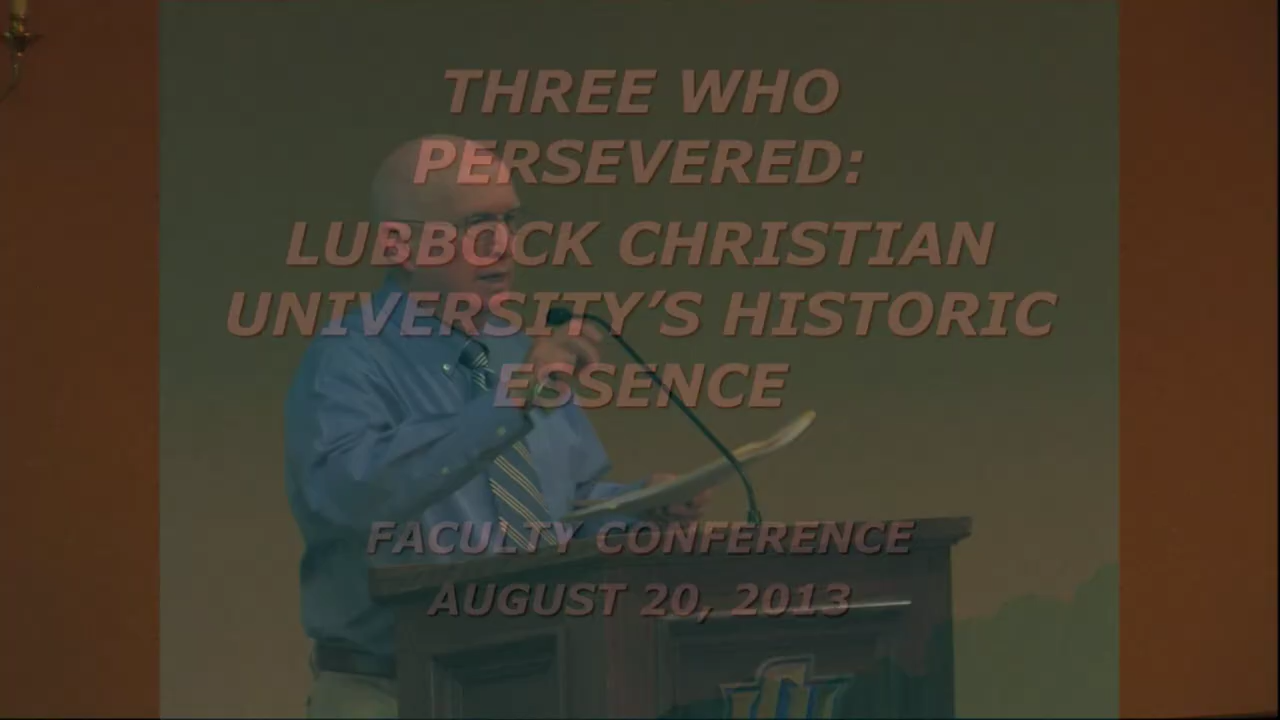 THREE WHO
PERSEVERED:
LUBBOCK CHRISTIAN
UNIVERSITY’S HISTORIC
ESSENCE
FACULTY CONFERENCE
AUGUST 20, 2013